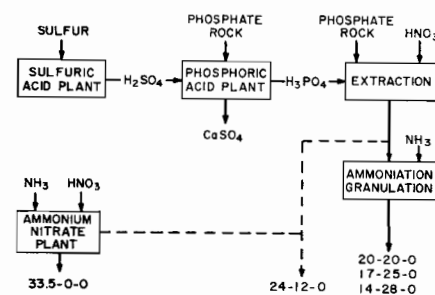 SULFUR
PHOSPHATE
ROCK
PHOSPHATE
ROCK
HNO₃
SULFURIC
ACID PLANT
H₂SO₄
PHOSPHORIC
ACID PLANT
H₃PO₄
EXTRACTION
CaSO₄
NH₃
AMMONIATION
GRANULATION
NH₃
HNO₃
AMMONIUM
NITRATE
PLANT
33.5-0-0
24-12-0
20-20-0
17-25-0
14-28-0